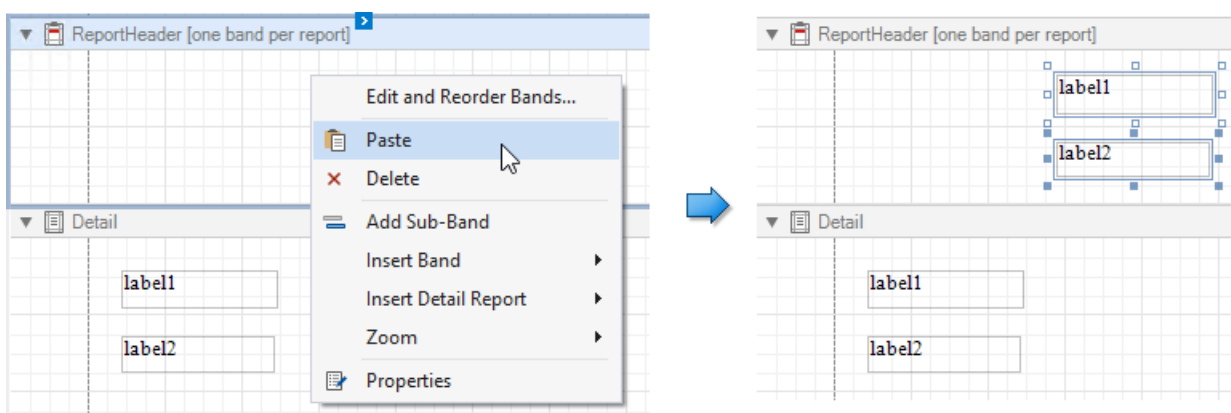 ReportHeader [one band per report]
Edit and Reorder Bands...
Paste
Delete
Add Sub-Band
Insert Band
Insert Detail Report
Zoom
Properties
Detail
label1
label2
ReportHeader [one band per report]
label1
label2
Detail
label1
label2